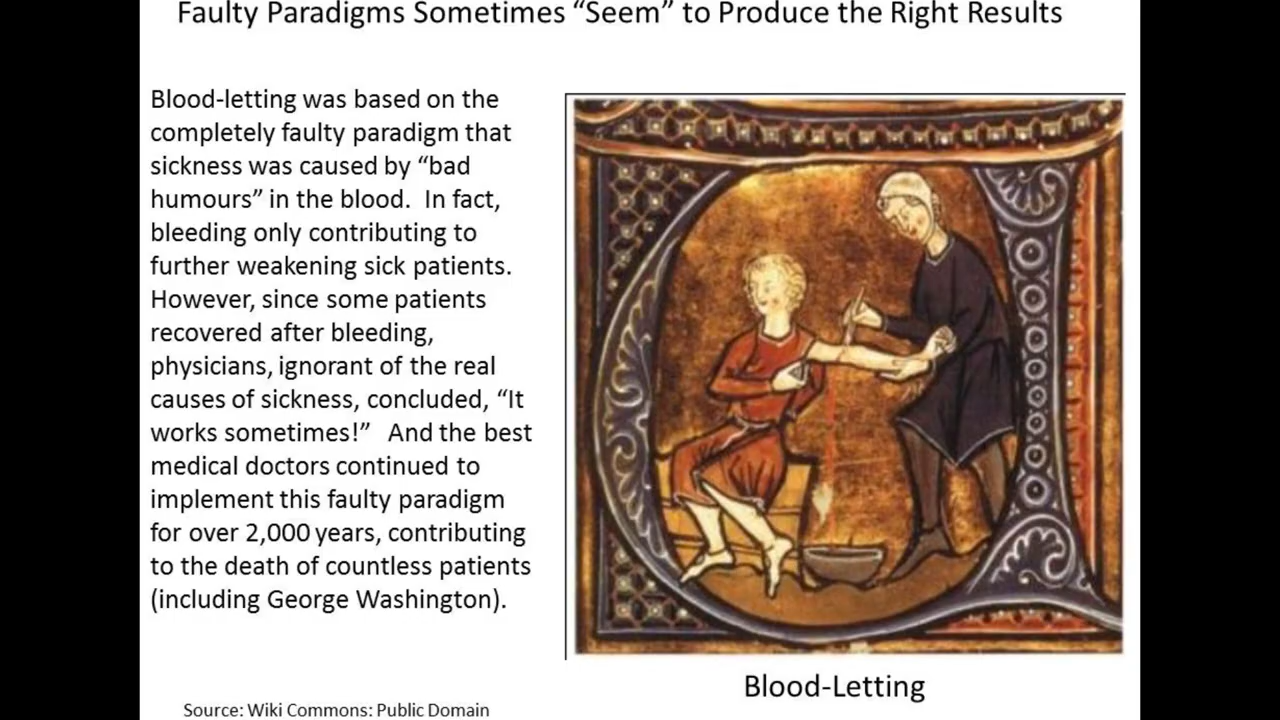 Faulty Paradigms Sometimes “Seem” to Produce the Right Results
Blood-letting was based on the
completely faulty paradigm that
sickness was caused by “bad
humours” in the blood.  In fact,
bleeding only contributing to
further weakening sick patients.
However, since some patients
recovered after bleeding,
physicians, ignorant of the real
causes of sickness, concluded, “It
works sometimes!”   And the best
medical doctors continued to
implement this faulty paradigm
for over 2,000 years, contributing
to the death of countless patients
(including George Washington).
Blood-Letting
Source: Wiki Commons: Public Domain